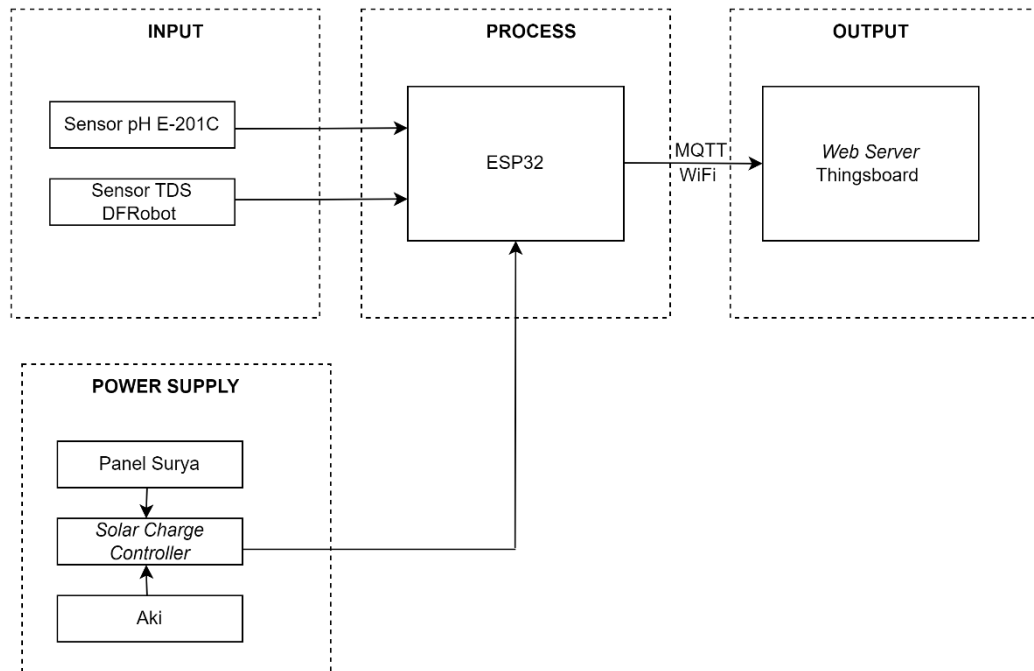 INPUT
Sensor pH E-201C
Sensor TDS
DFRobot
PROCESS
ESP32
MQTT
WiFi
OUTPUT
Web Server
Thingsboard
POWER SUPPLY
Panel Surya
Solar Charge
Controller
Aki